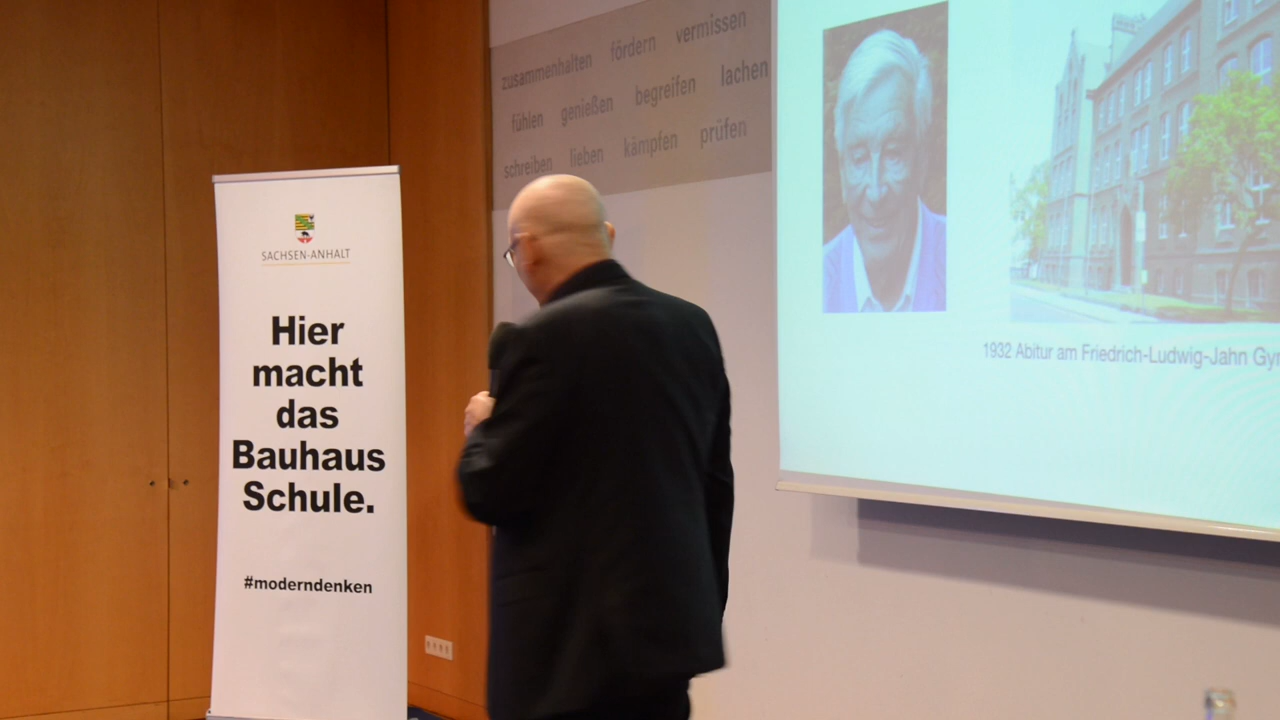 zusammenhalten fördern vermissen
fühlen genießen begreifen lachen
schreiben lieben kämpfen prüfen
SACHSEN-ANHALT
Hier
macht
das
Bauhaus
Schule.
#moderndenken
1932 Abitur am Friedrich-Ludwig-Jahn